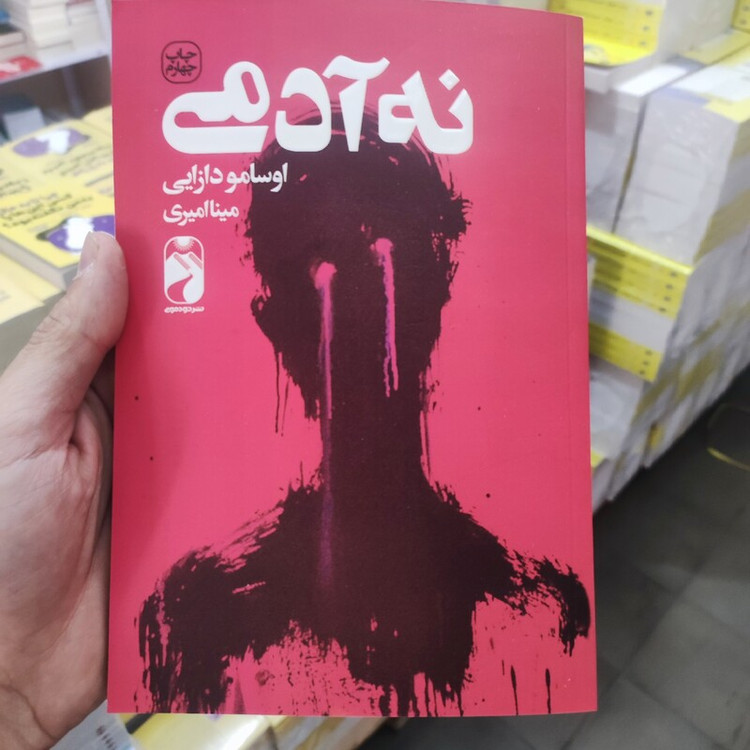 چاپ
چهارم
نه آدمی
اوسامو دازایی
مینا امیری